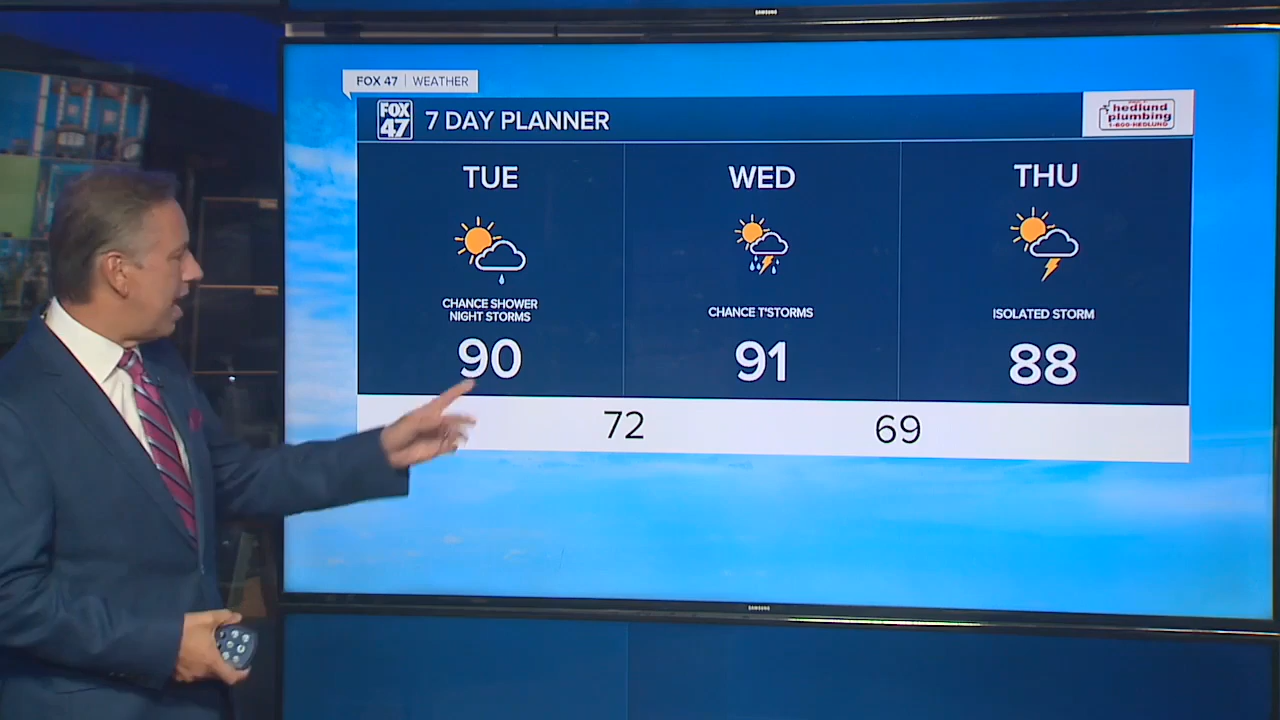 SAMSUNG
FOX 47 | WEATHER
FOX
47
7 DAY PLANNER
hedlund
plumbing
1-800-HEDLUND
TUE
WED
THU
CHANCE SHOWER
NIGHT STORMS
CHANCE T'STORMS
ISOLATED STORM
90
91
88
72
69
SAMSUNG